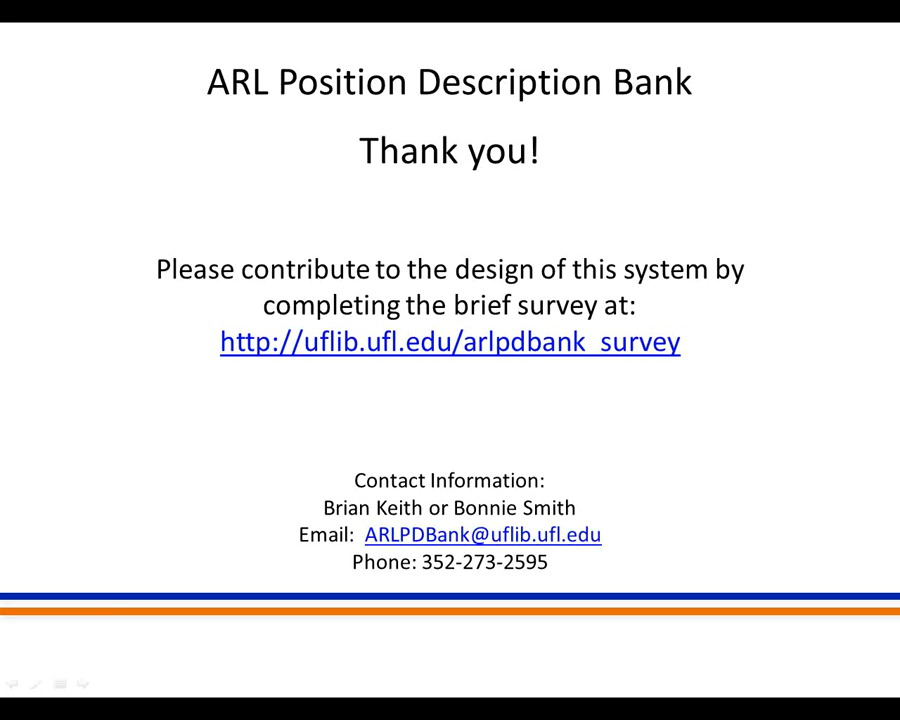 ARL Position Description Bank
Thank you!
Please contribute to the design of this system by
completing the brief survey at:
http://uflib.ufl.edu/arlpdbank_survey
Contact Information:
Brian Keith or Bonnie Smith
Email: ARLPDBank@uflib.ufl.edu
Phone: 352-273-2595